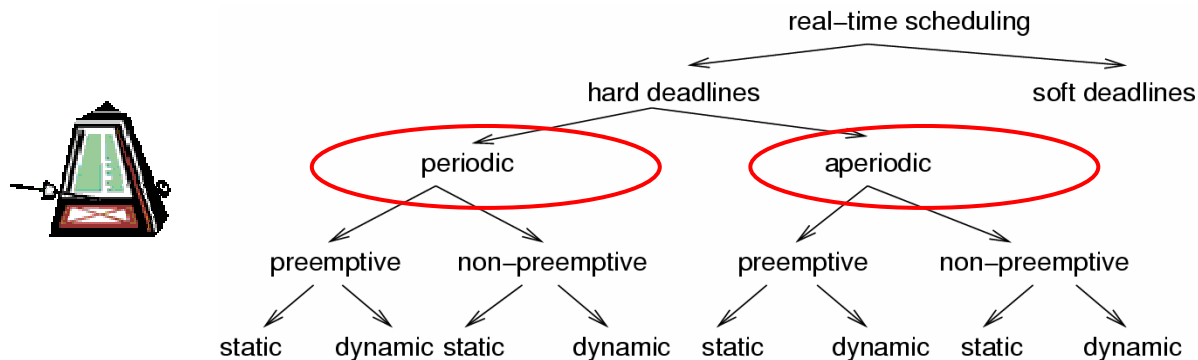 real−time scheduling
hard deadlines soft deadlines
periodic aperiodic
preemptive non−preemptive preemptive non−preemptive
static dynamic static dynamic static dynamic static dynamic